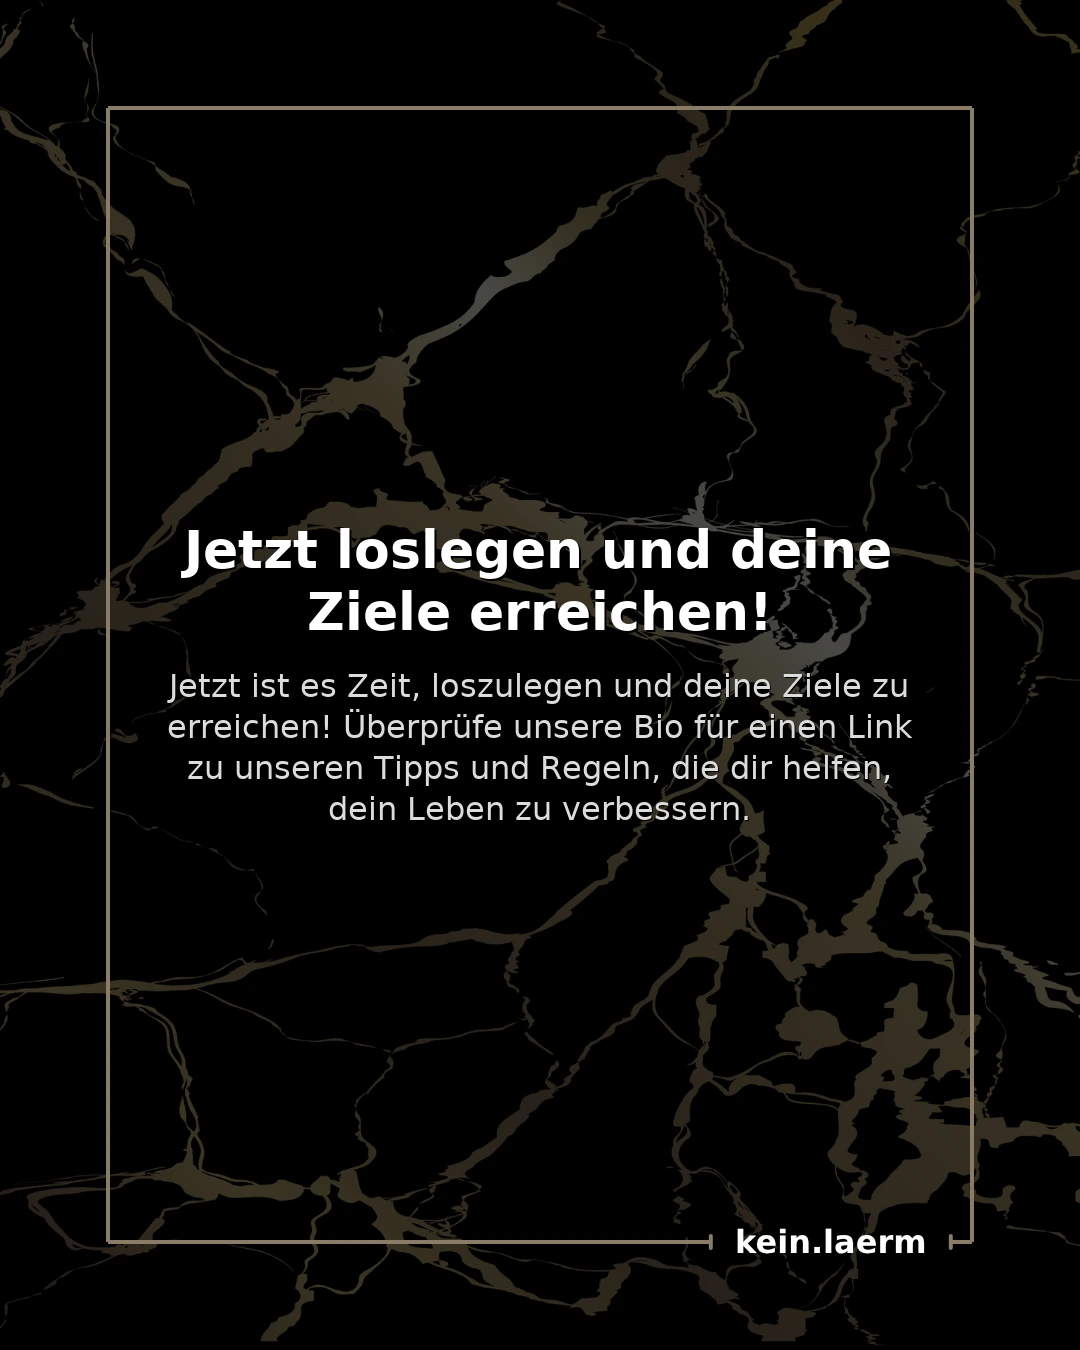 Jetzt loslegen und deine
Ziele erreichen!
Jetzt ist es Zeit, loszulegen und deine Ziele zu
erreichen! Überprüfe unsere Bio für einen Link
zu unseren Tipps und Regeln, die dir helfen,
dein Leben zu verbessern.
kein.laerm